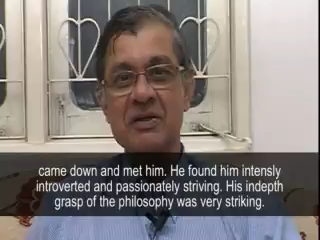 came down and met him. He found him intensly
introverted and passionately striving. His indepth
grasp of the philosophy was very striking.